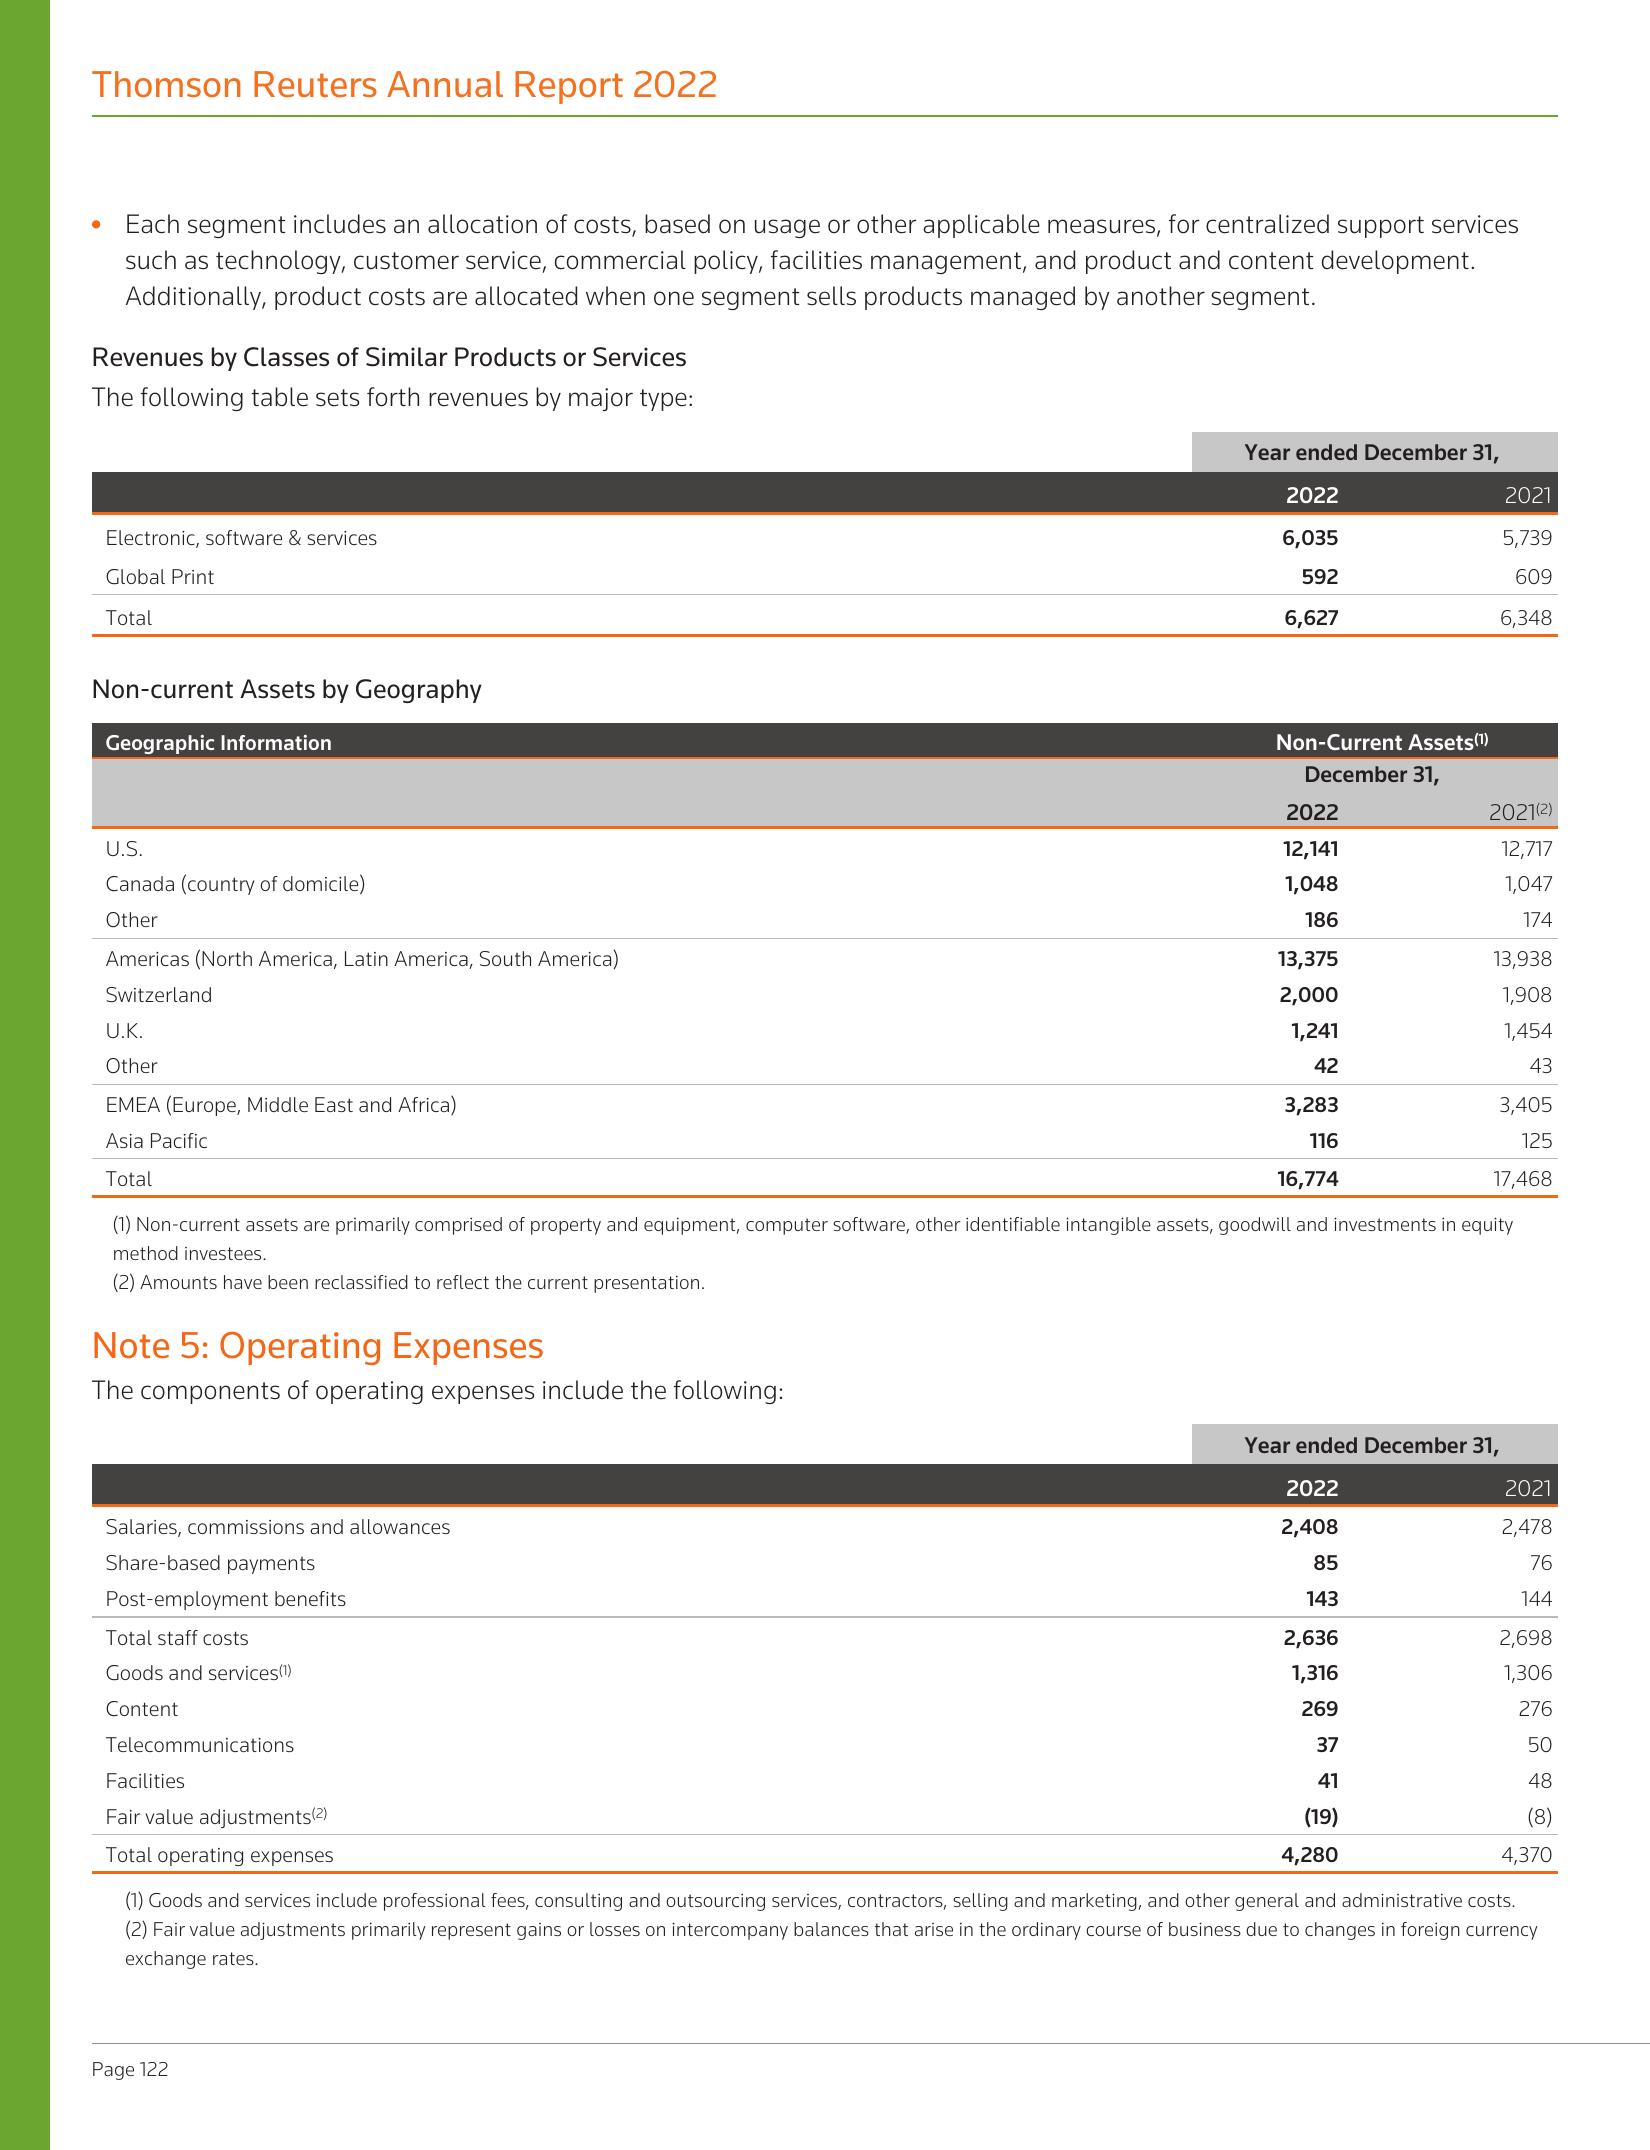 Thomson Reuters Annual Report 2022
• Each segment includes an allocation of costs, based on usage or other applicable measures, for centralized support services
such as technology, customer service, commercial policy, facilities management, and product and content development.
Additionally, product costs are allocated when one segment sells products managed by another segment.
Revenues by Classes of Similar Products or Services
The following table sets forth revenues by major type:
Year ended December 31,
2022 2021
Electronic, software & services 6,035 5,739
Global Print 592 609
Total 6,627 6,348
Non-current Assets by Geography
Geographic Information Non-Current Assets(1)
December 31,
2022 2021(2)
U.S. 12,141 12,717
Canada (country of domicile) 1,048 1,047
Other 186 174
Americas (North America, Latin America, South America) 13,375 13,938
Switzerland 2,000 1,908
U.K. 1,241 1,454
Other 42 43
EMEA (Europe, Middle East and Africa) 3,283 3,405
Asia Pacific 116 125
Total 16,774 17,468
(1) Non-current assets are primarily comprised of property and equipment, computer software, other identifiable intangible assets, goodwill and investments in equity
method investees.
(2) Amounts have been reclassified to reflect the current presentation.
Note 5: Operating Expenses
The components of operating expenses include the following:
Year ended December 31,
2022 2021
Salaries, commissions and allowances 2,408 2,478
Share-based payments 85 76
Post-employment benefits 143 144
Total staff costs 2,636 2,698
Goods and services(1) 1,316 1,306
Content 269 276
Telecommunications 37 50
Facilities 41 48
Fair value adjustments(2) (19) (8)
Total operating expenses 4,280 4,370
(1) Goods and services include professional fees, consulting and outsourcing services, contractors, selling and marketing, and other general and administrative costs.
(2) Fair value adjustments primarily represent gains or losses on intercompany balances that arise in the ordinary course of business due to changes in foreign currency
exchange rates.
Page 122